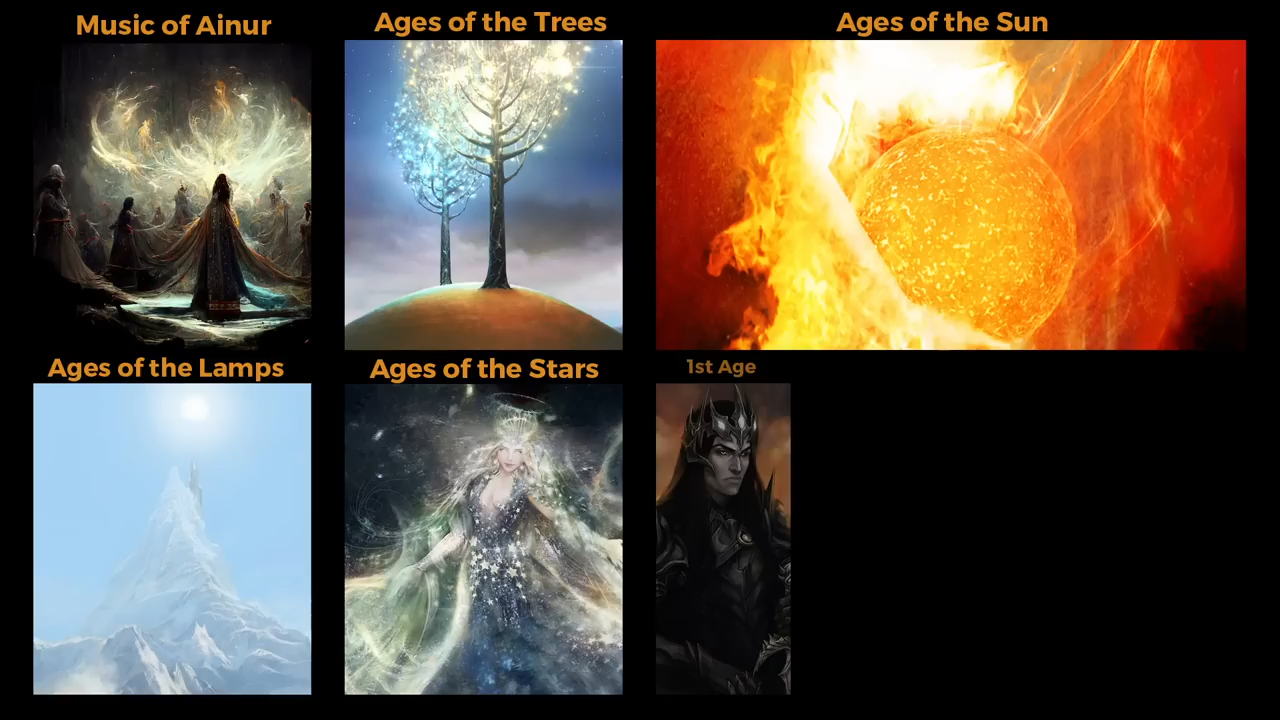 Music of Ainur
Ages of the Trees
Ages of the Sun
Ages of the Lamps
Ages of the Stars
1st Age